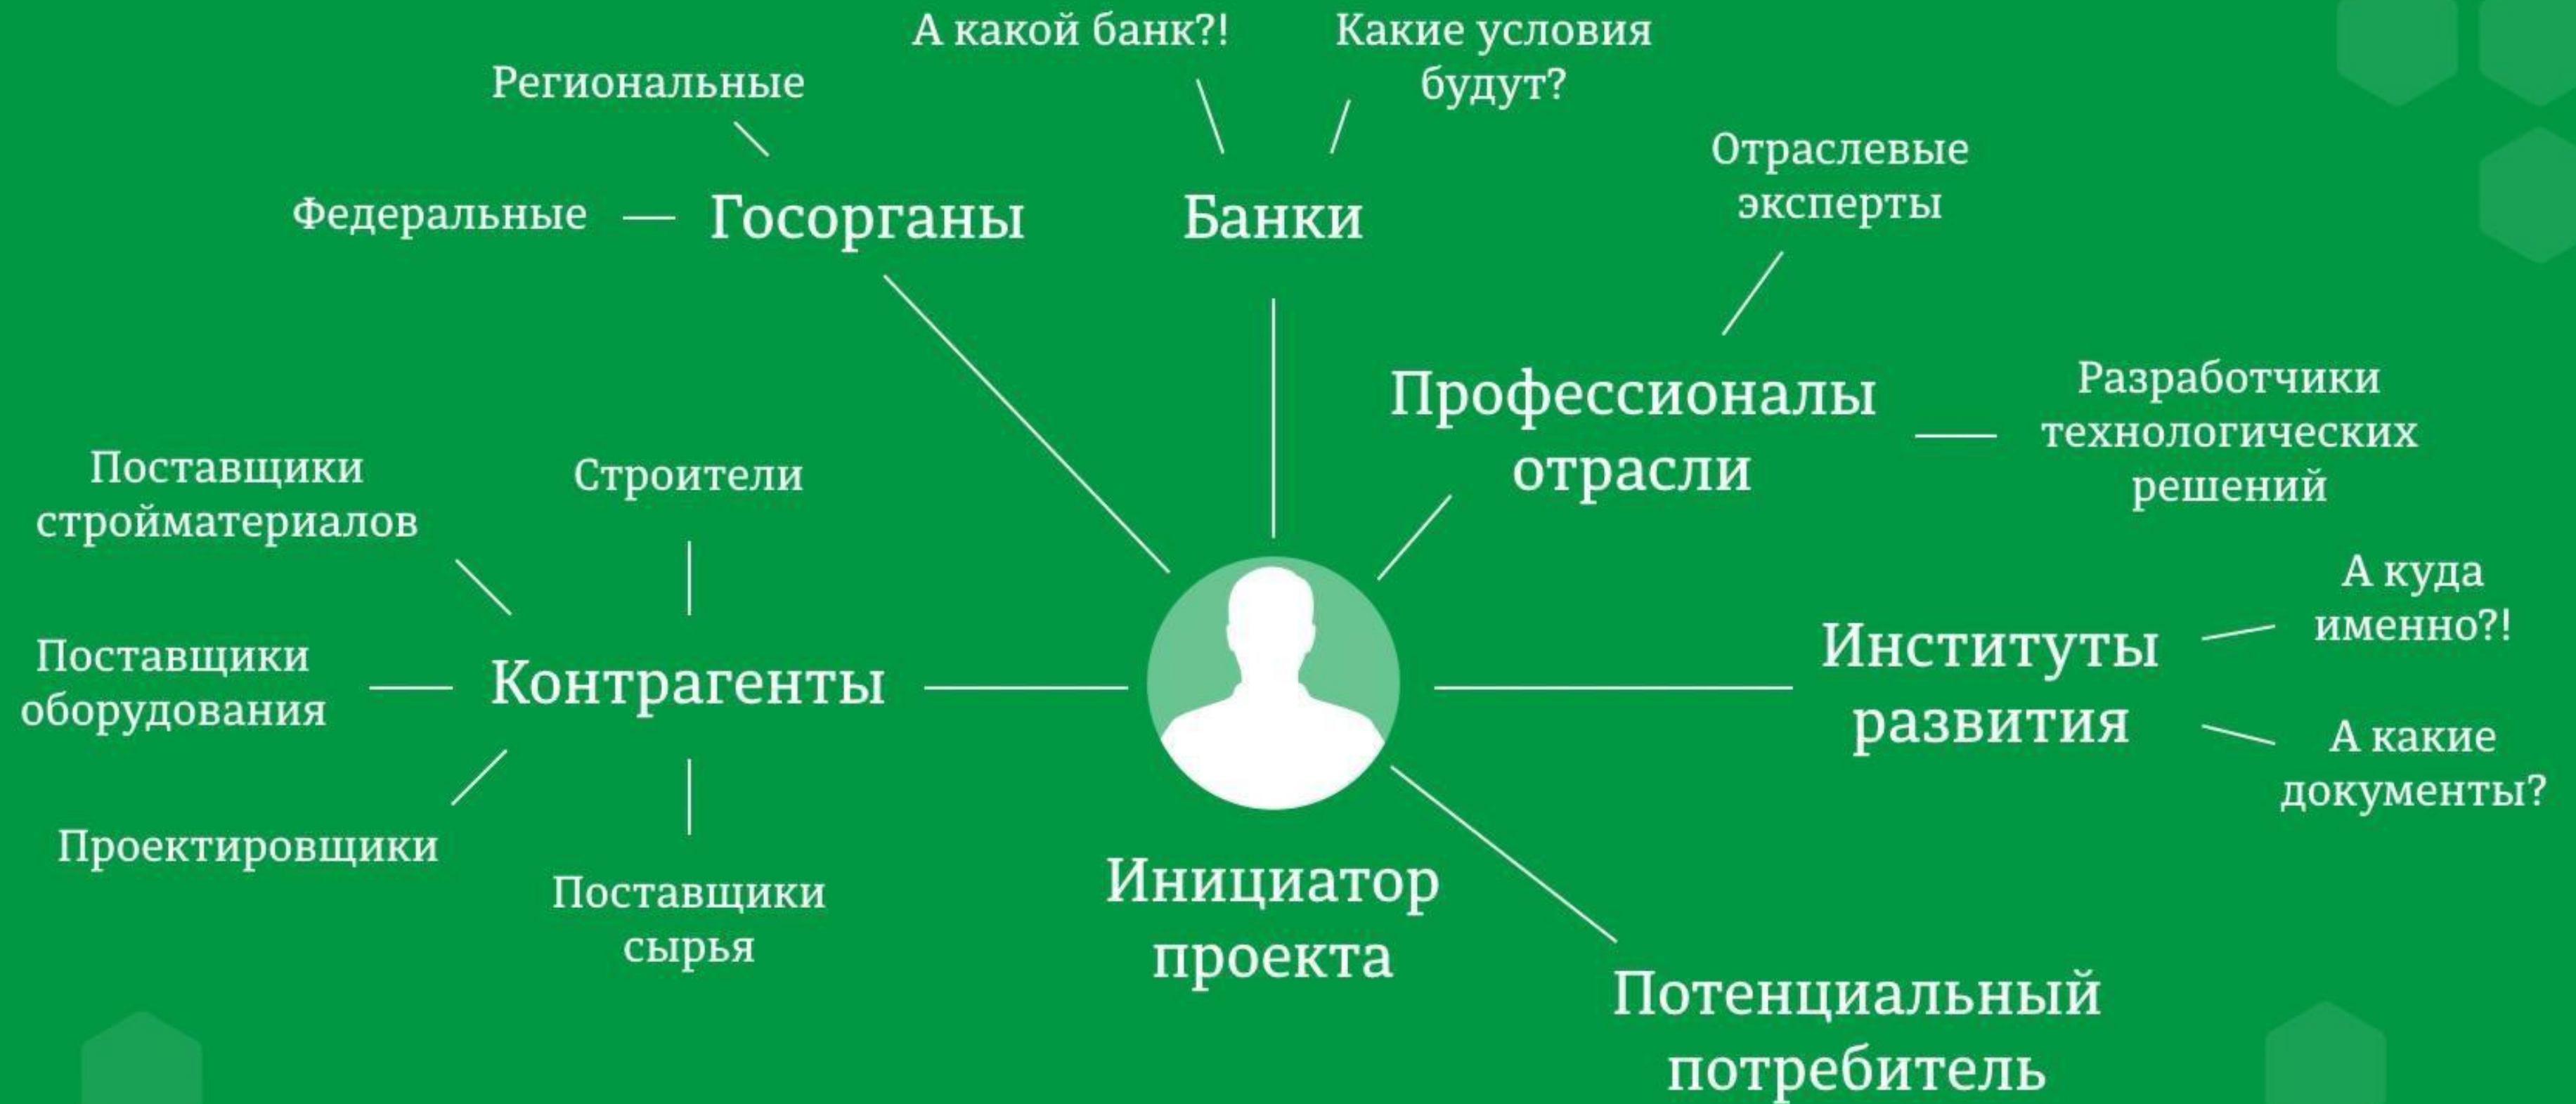 А какой банк?!
Какие условия
будут?
Региональные
Федеральные
Госорганы
Банки
Отраслевые
эксперты
Профессионалы
отрасли
Разработчики
технологических
решений
Поставщики
стройматериалов
Строители
Поставщики
оборудования
Контрагенты
Проектировщики
Поставщики
сырья
Институты
развития
А куда
именно?!
А какие
документы?
Инициатор
проекта
Потенциальный
потребитель